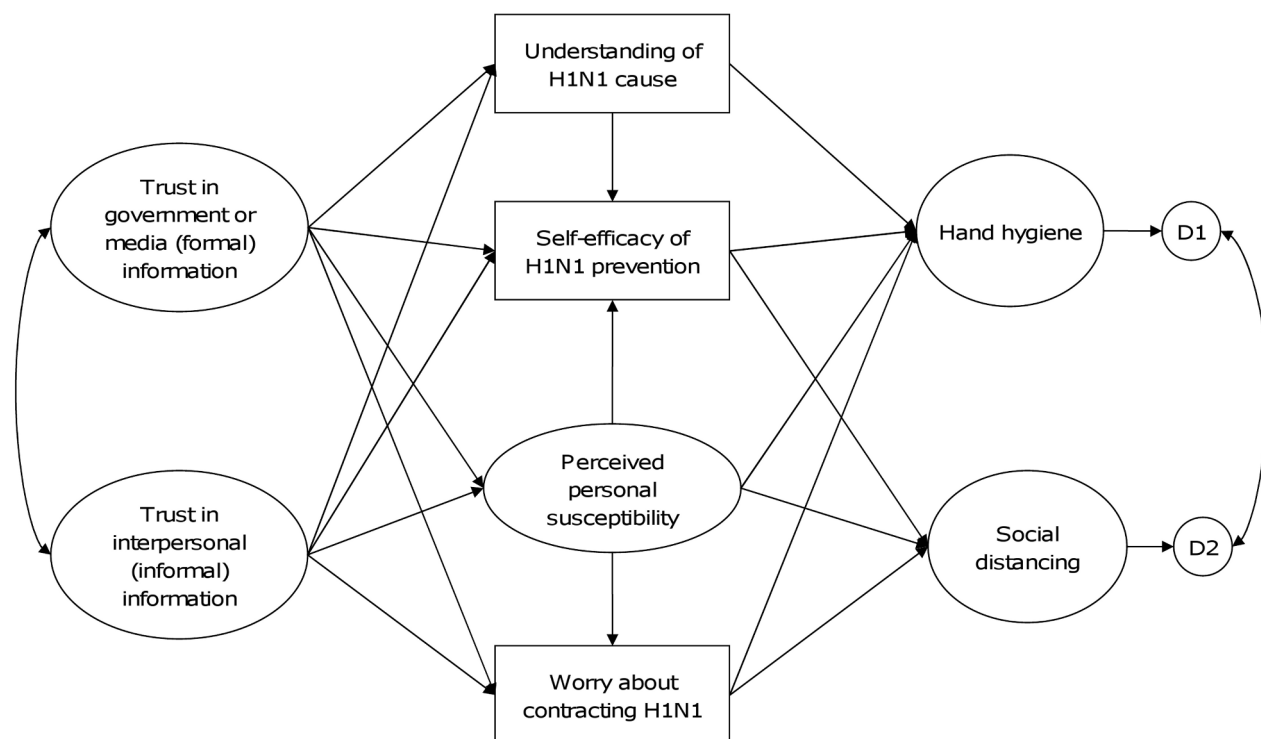 Understanding of
H1N1 cause
Trust in
government or
media (formal)
information
Self-efficacy of
H1N1 prevention
Hand hygiene
D1
Perceived
personal
susceptibility
Trust in
interpersonal
(informal)
information
Social
distancing
D2
Worry about
contracting H1N1